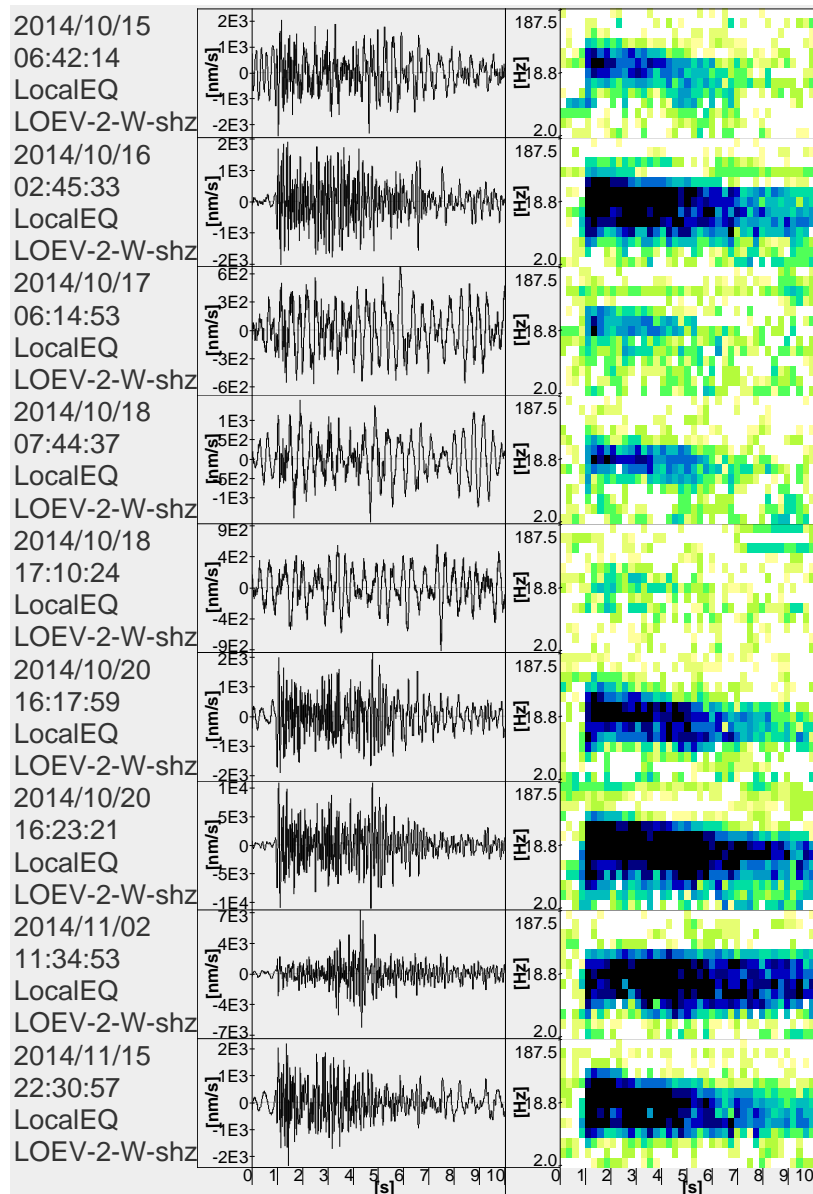 2014/10/15
06:42:14
LocalEQ
LOEV-2-W-shz
2E3
1E3
0
-1E3
-2E3
[nm/s]
187.5
18.8
2.0
[Hz]
2014/10/16
02:45:33
LocalEQ
LOEV-2-W-shz
2E3
1E3
0
-1E3
-2E3
[nm/s]
187.5
18.8
2.0
[Hz]
2014/10/17
06:14:53
LocalEQ
LOEV-2-W-shz
6E2
3E2
0
-3E2
-6E2
[nm/s]
187.5
18.8
2.0
[Hz]
2014/10/18
07:44:37
LocalEQ
LOEV-2-W-shz
1E3
5E2
0
-5E2
-1E3
[nm/s]
187.5
18.8
2.0
[Hz]
2014/10/18
17:10:24
LocalEQ
LOEV-2-W-shz
9E2
4E2
0
-4E2
-9E2
[nm/s]
187.5
18.8
2.0
[Hz]
2014/10/20
16:17:59
LocalEQ
LOEV-2-W-shz
2E3
1E3
0
-1E3
-2E3
[nm/s]
187.5
18.8
2.0
[Hz]
2014/10/20
16:23:21
LocalEQ
LOEV-2-W-shz
1E4
5E3
0
-5E3
-1E4
[nm/s]
187.5
18.8
2.0
[Hz]
2014/11/02
11:34:53
LocalEQ
LOEV-2-W-shz
7E3
4E3
0
-4E3
-7E3
[nm/s]
187.5
18.8
2.0
[Hz]
2014/11/15
22:30:57
LocalEQ
LOEV-2-W-shz
2E3
1E3
0
-1E3
-2E3
[nm/s]
187.5
18.8
2.0
[Hz]
0 1 2 3 4 5 6 7 8 9 10
[s]
0 1 2 3 4 5 6 7 8 9 10
[s]